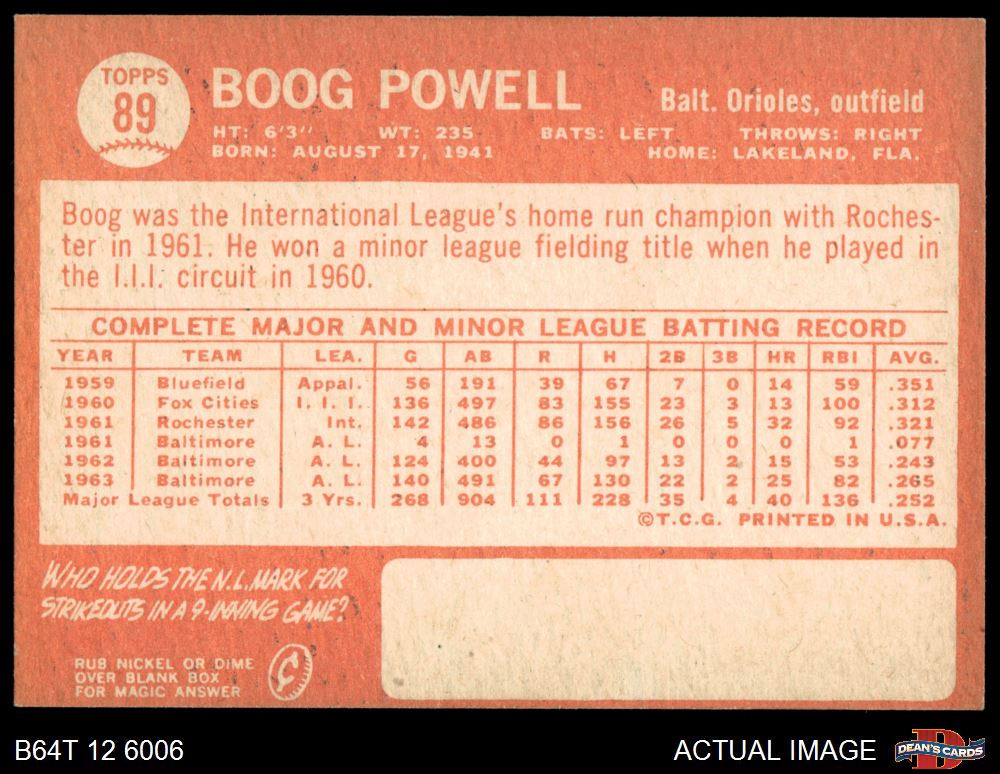 TOPPS
89
BOOG POWELL
Balt. Orioles, outfield
HT: 6'3" WT: 235 BATS: LEFT THROWS: RIGHT
BORN: AUGUST 17, 1941 HOME: LAKELAND, FLA.
Boog was the International League's home run champion with Roches-
ter in 1961. He won a minor league fielding title when he played in
the I.I.I. circuit in 1960.
COMPLETE MAJOR AND MINOR LEAGUE BATTING RECORD
YEAR TEAM LEA. G AB R H 2B 3B HR RBI AVG.
1959 Bluefield Appal. 56 191 39 67 7 0 14 59 .351
1960 Fox Cities I. I. I. 136 497 83 155 23 3 13 100 .312
1961 Rochester Int. 142 486 86 156 26 5 32 92 .321
1961 Baltimore A. L. 4 13 0 1 0 0 0 1 .077
1962 Baltimore A. L. 124 400 44 97 13 2 15 53 .243
1963 Baltimore A. L. 140 491 67 130 22 2 25 82 .265
Major League Totals 3 Yrs. 268 904 111 228 35 4 40 136 .252
©T.C.G. PRINTED IN U.S.A.
WHO HOLDS THE N.L. MARK FOR
STRIKEOUTS IN A 9-INNING GAME?
RUB NICKEL OR DIME
OVER BLANK BOX
FOR MAGIC ANSWER
¢
B64T 12 6006
ACTUAL IMAGE
D
DEAN'S CARDS